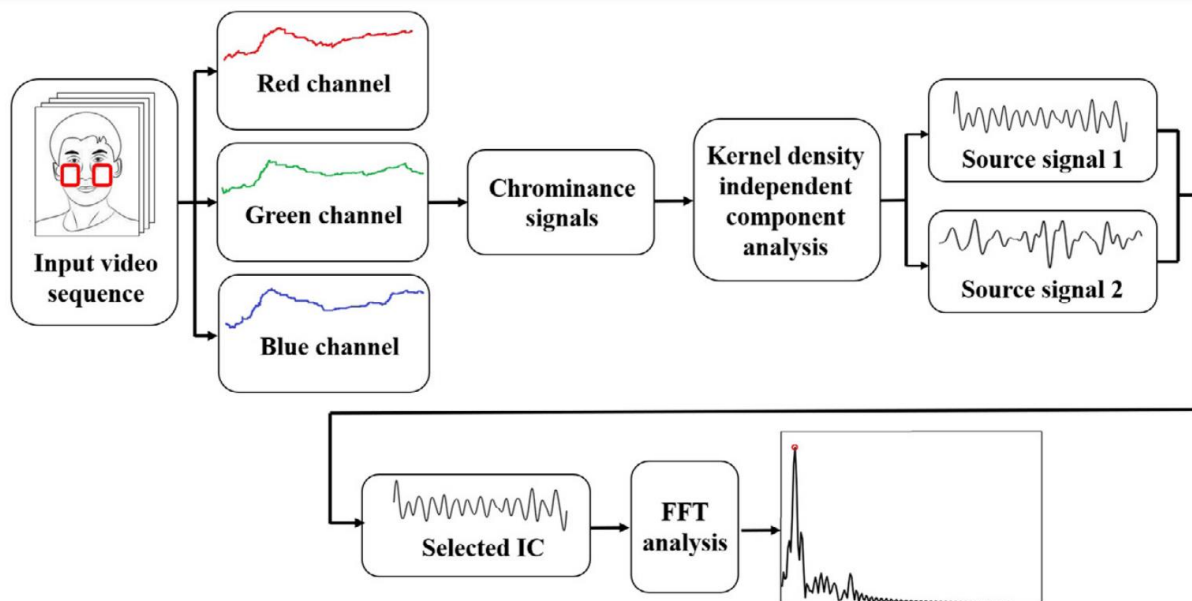 Input video
sequence
Red channel
Green channel
Blue channel
Chrominance
signals
Kernel density
independent
component
analysis
Source signal 1
Source signal 2
Selected IC
FFT
analysis